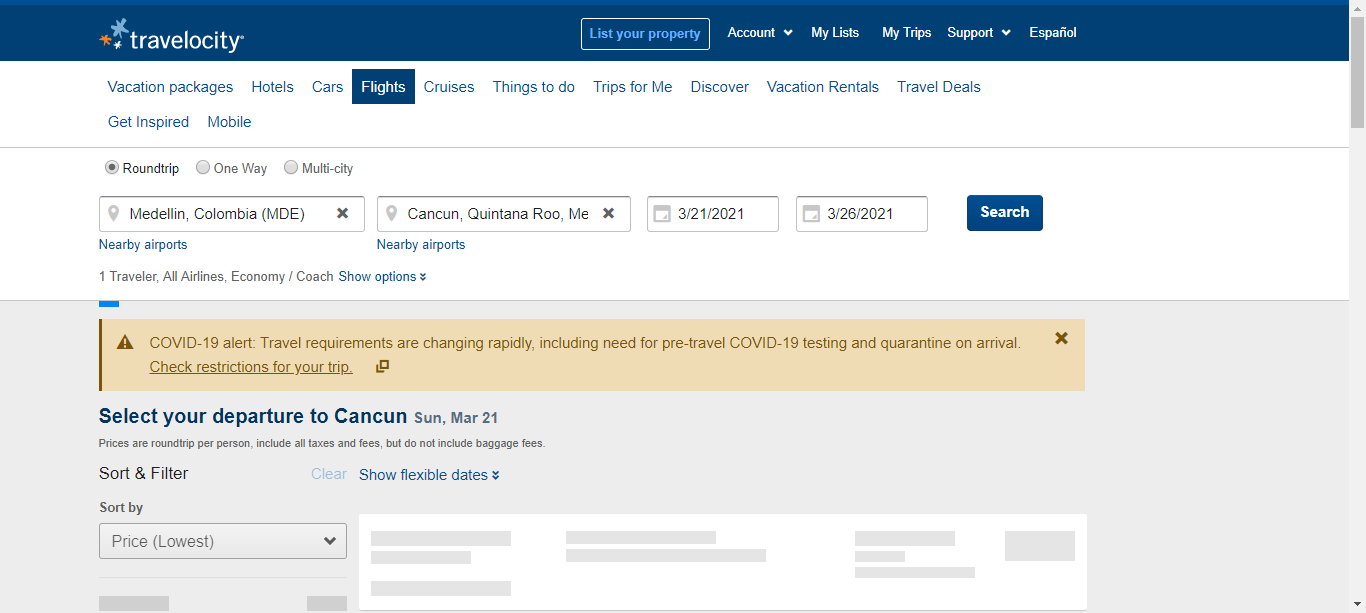 travelocity
List your property
Account
My Lists
My Trips
Support
Español
Vacation packages
Hotels
Cars
Flights
Cruises
Things to do
Trips for Me
Discover
Vacation Rentals
Travel Deals
Get Inspired
Mobile
Roundtrip
One Way
Multi-city
Medellin, Colombia (MDE)
Cancun, Quintana Roo, Me
3/21/2021
3/26/2021
Search
Nearby airports
Nearby airports
1 Traveler, All Airlines, Economy / Coach Show options
COVID-19 alert: Travel requirements are changing rapidly, including need for pre-travel COVID-19 testing and quarantine on arrival.
Check restrictions for your trip.
Select your departure to Cancun Sun, Mar 21
Prices are roundtrip per person, include all taxes and fees, but do not include baggage fees.
Sort & Filter
Clear
Show flexible dates
Sort by
Price (Lowest)